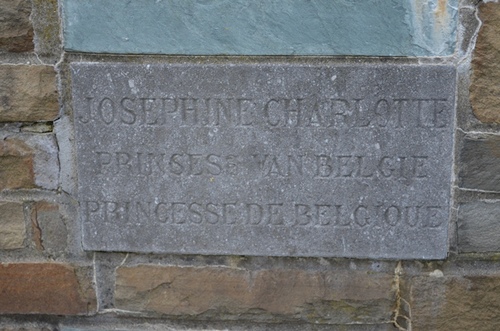 JOSEPHINE CHARLOTTE
PRINSES VAN BELGIE
PRINCESSE DE BELGIQUE